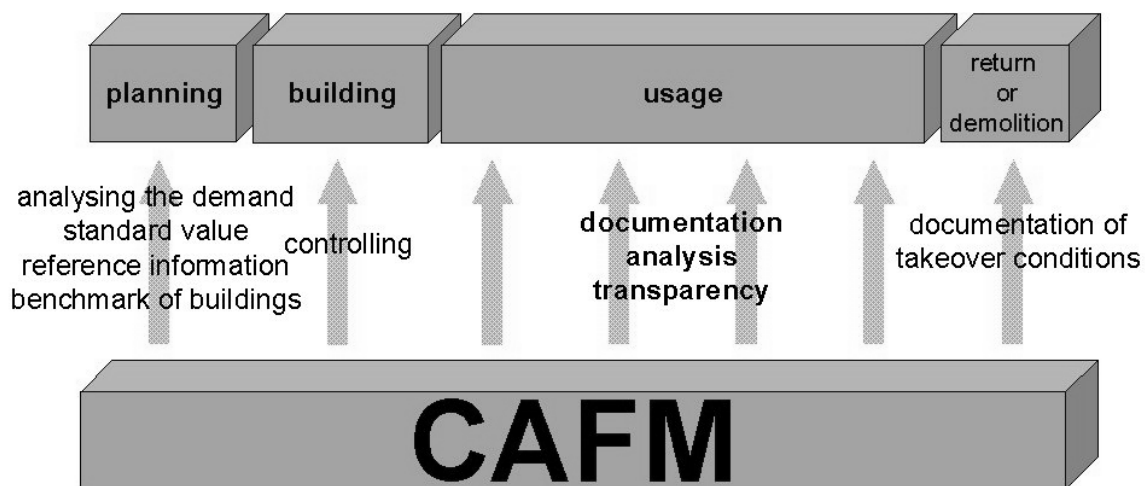 planning
building
usage
return
or
demolition
analysing the demand
standard value
reference information
benchmark of buildings
controlling
documentation
analysis
transparency
documentation of
takeover conditions
CAFM